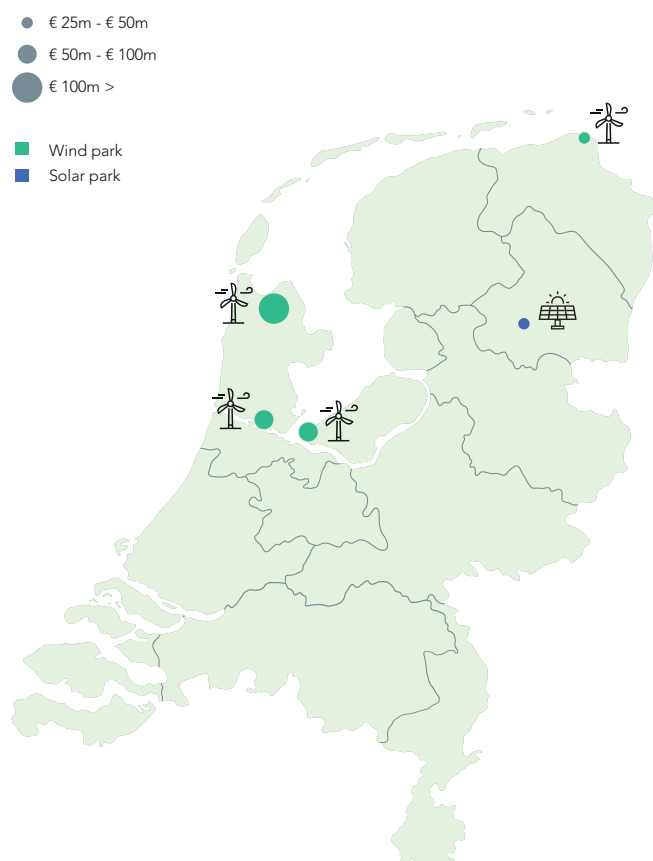 € 25m - € 50m
€ 50m - € 100m
€ 100m >
Wind park
Solar park